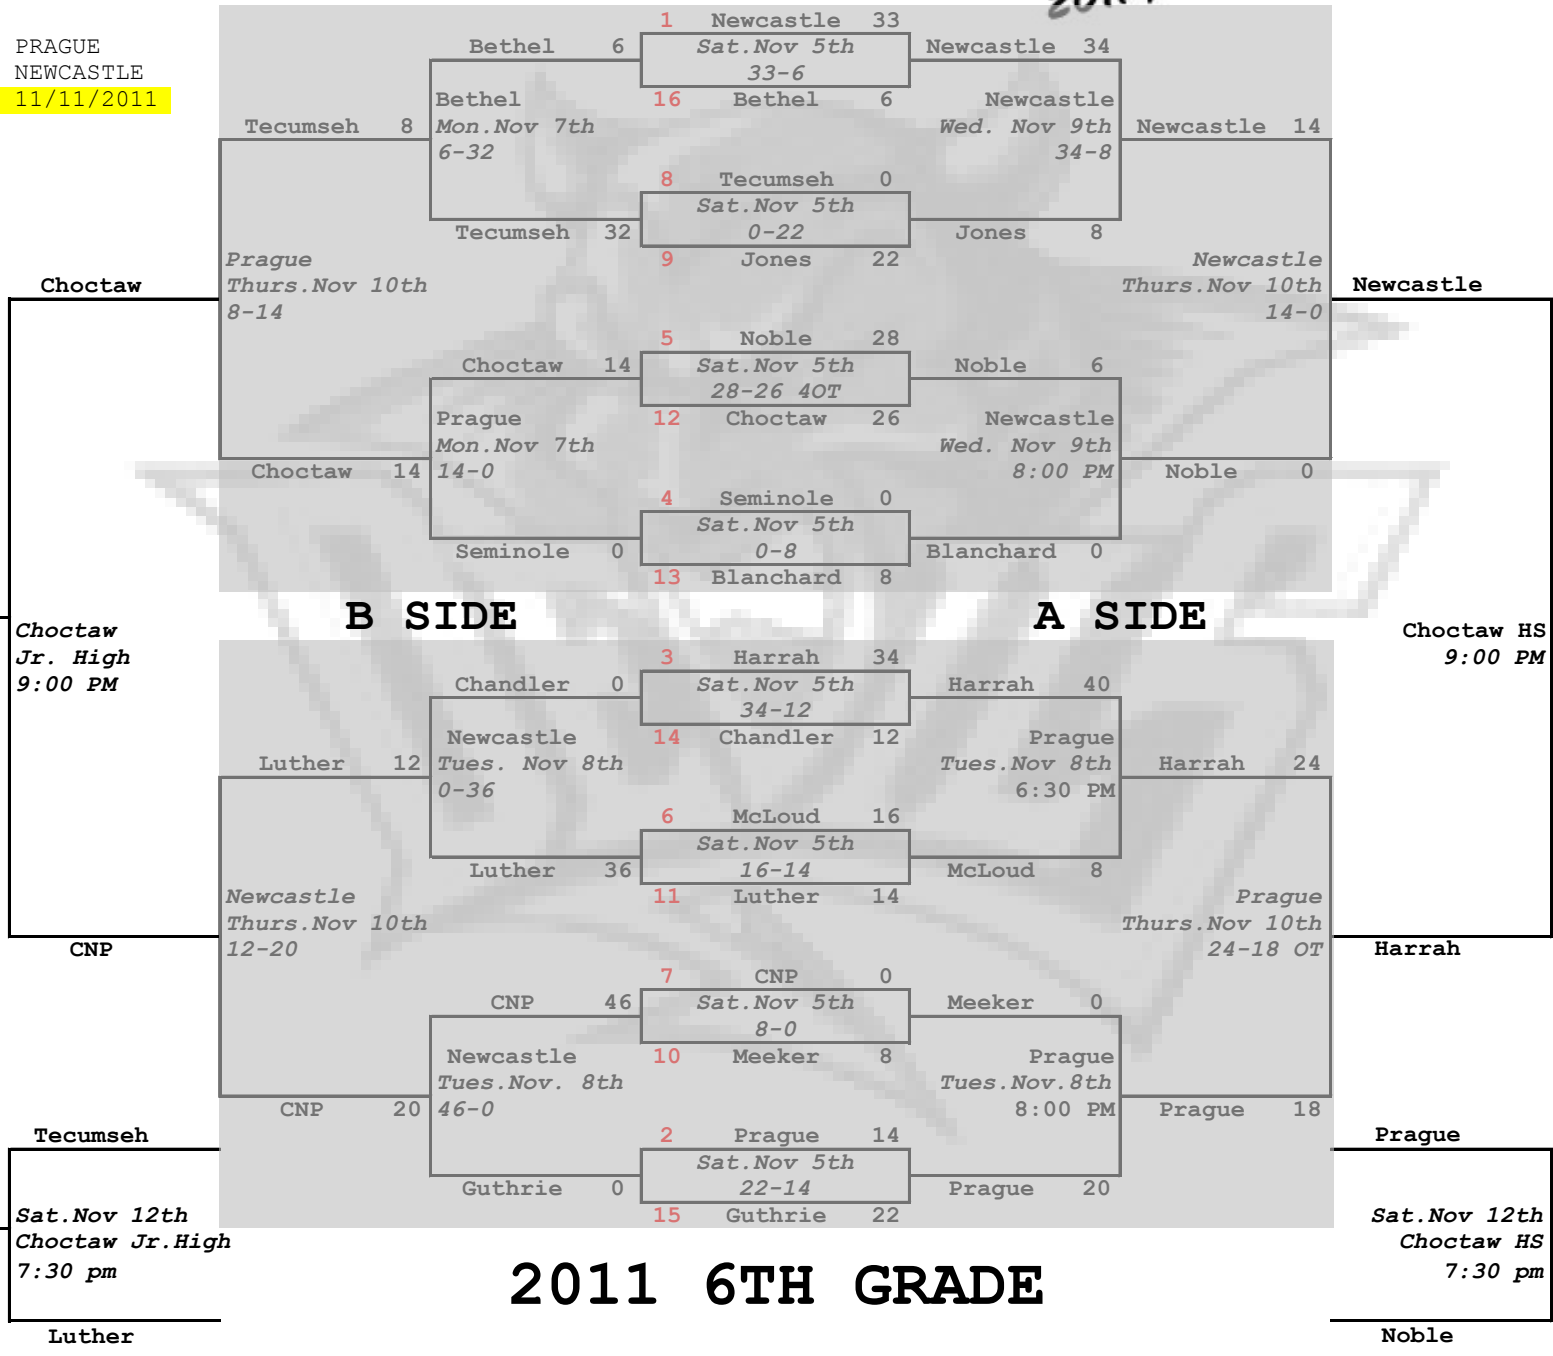 PRAGUE
NEWCASTLE
11/11/2011
1 Newcastle 33
Bethel 6 Sat.Nov 5th Newcastle 34
33-6
Bethel 16 Bethel 6 Newcastle
Tecumseh 8 Mon.Nov 7th Wed. Nov 9th Newcastle 14
6-32 34-8
8 Tecumseh 0
Sat.Nov 5th
Tecumseh 32 0-22 Jones 8
Prague 9 Jones 22 Newcastle
Choctaw Thurs.Nov 10th Thurs.Nov 10th Newcastle
8-14 14-0
5 Noble 28
Choctaw 14 Sat.Nov 5th Noble 6
28-26 4OT
Prague 12 Choctaw 26 Newcastle
Mon.Nov 7th Wed. Nov 9th
Choctaw 14 14-0 8:00 PM Noble 0
4 Seminole 0
Sat.Nov 5th
Seminole 0 0-8 Blanchard 0
13 Blanchard 8
B SIDE A SIDE
Choctaw Choctaw HS
Jr. High 3 Harrah 34 9:00 PM
9:00 PM Chandler 0 Sat.Nov 5th Harrah 40
34-12
Newcastle 14 Chandler 12 Prague
Luther 12 Tues. Nov 8th Tues.Nov 8th Harrah 24
0-36 6:30 PM
6 McLoud 16
Sat.Nov 5th
Luther 36 16-14 McLoud 8
Newcastle 11 Luther 14 Prague
Thurs.Nov 10th Thurs.Nov 10th
CNP 12-20 24-18 OT Harrah
7 CNP 0
CNP 46 Sat.Nov 5th Meeker 0
8-0
Newcastle 10 Meeker 8 Prague
Tues.Nov. 8th Tues.Nov.8th
CNP 20 46-0 8:00 PM Prague 18
Tecumseh 2 Prague 14 Prague
Sat.Nov 5th
Guthrie 0 22-14 Prague 20
Sat.Nov 12th 15 Guthrie 22 Sat.Nov 12th
Choctaw Jr.High Choctaw HS
7:30 pm 2011 6TH GRADE 7:30 pm
Luther Noble